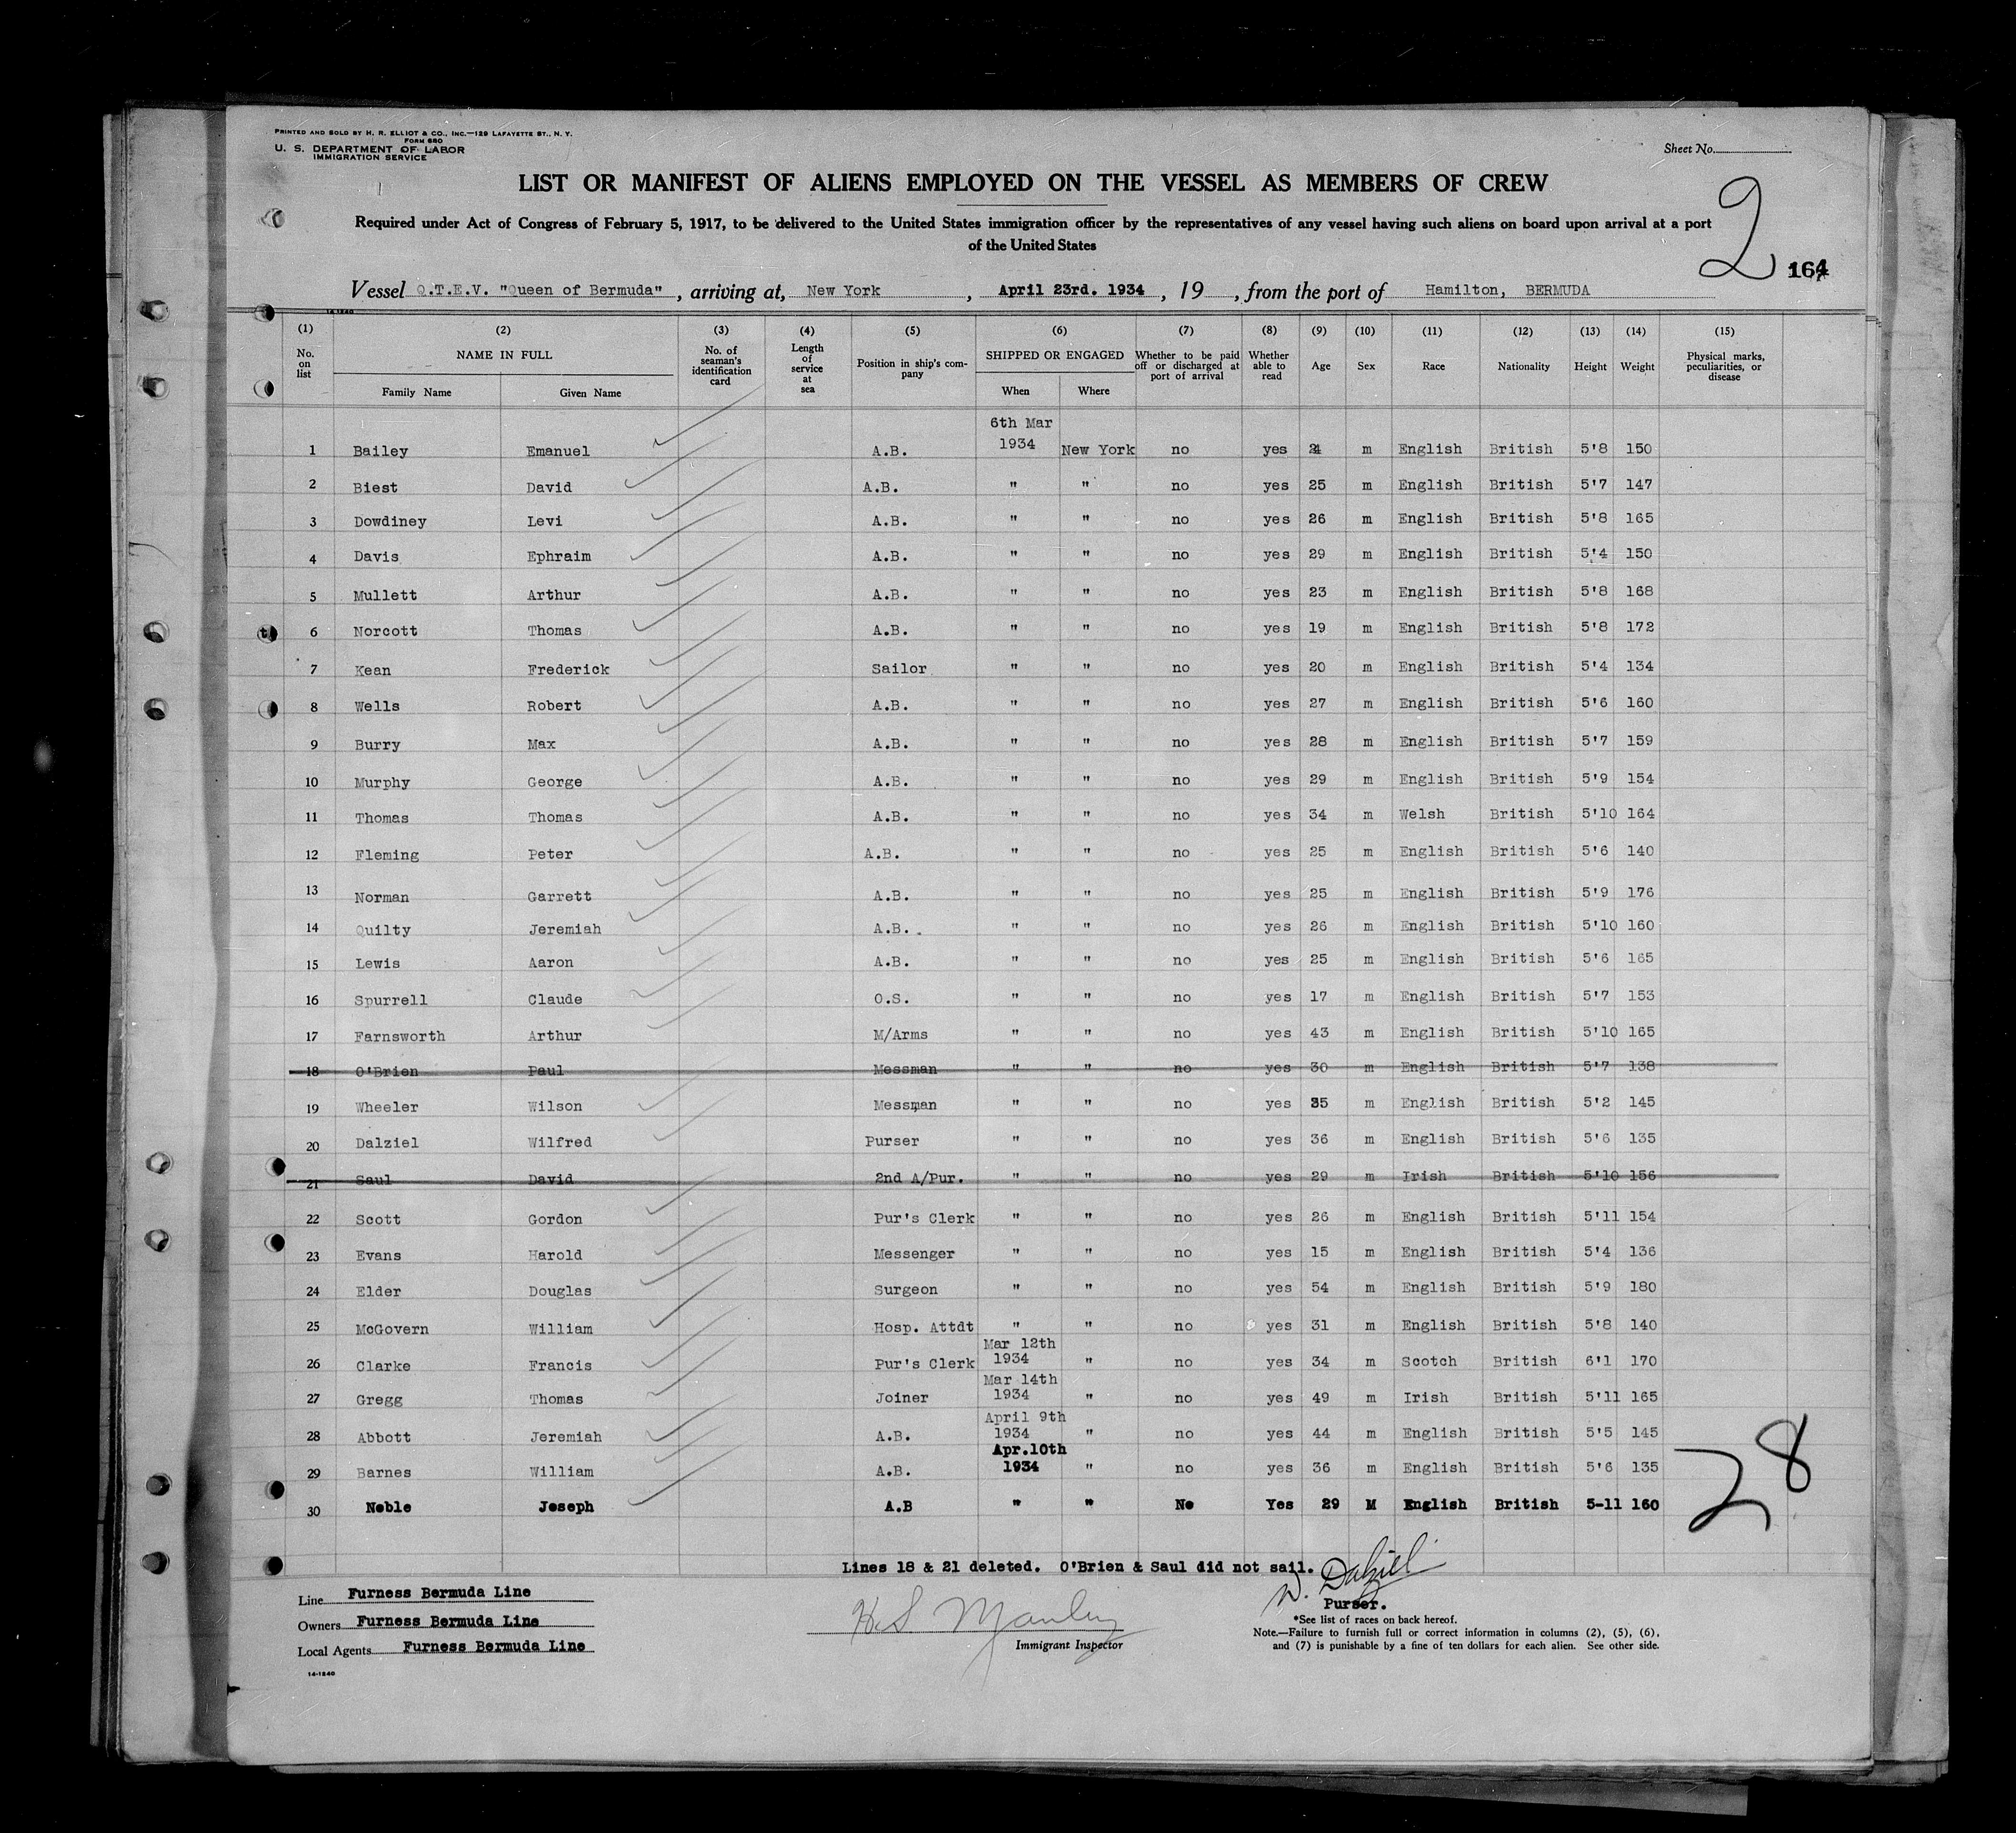 PRINTED AND SOLD BY H. R. ELLIOT & CO., INC.—129 LAFAYETTE ST., N. Y.
FORM 680
U. S. DEPARTMENT OF LABOR
IMMIGRATION SERVICE
Sheet No.
LIST OR MANIFEST OF ALIENS EMPLOYED ON THE VESSEL AS MEMBERS OF CREW
Required under Act of Congress of February 5, 1917, to be delivered to the United States immigration officer by the representatives of any vessel having such aliens on board upon arrival at a port
of the United States
2
164
Vessel Q.T.E.V. "Queen of Bermuda", arriving at, New York, April 23rd. 1934, 19 , from the port of Hamilton, BERMUDA
14-1240
(1) No. on list (2) NAME IN FULL Family Name Given Name (3) No. of seaman's identification card (4) Length of service at sea (5) Position in ship's company (6) SHIPPED OR ENGAGED When Where (7) Whether to be paid off or discharged at port of arrival (8) Whether able to read (9) Age (10) Sex (11) Race (12) Nationality (13) Height (14) Weight (15) Physical marks, peculiarities, or disease
1 Bailey Emanuel A.B. 6th Mar 1934 New York no yes 24 m English British 5'8 150
2 Biest David A.B. " " no yes 25 m English British 5'7 147
3 Dowdiney Levi A.B. " " no yes 26 m English British 5'8 165
4 Davis Ephraim A.B. " " no yes 29 m English British 5'4 150
5 Mullett Arthur A.B. " " no yes 23 m English British 5'8 168
6 Norcott Thomas A.B. " " no yes 19 m English British 5'8 172
7 Kean Frederick Sailor " " no yes 20 m English British 5'4 134
8 Wells Robert A.B. " " no yes 27 m English British 5'6 160
9 Burry Max A.B. " " no yes 28 m English British 5'7 159
10 Murphy George A.B. " " no yes 29 m English British 5'9 154
11 Thomas Thomas A.B. " " no yes 34 m Welsh British 5'10 164
12 Fleming Peter A.B. " " no yes 25 m English British 5'6 140
13 Norman Garrett A.B. " " no yes 25 m English British 5'9 176
14 Quilty Jeremiah A.B. " " no yes 26 m English British 5'10 160
15 Lewis Aaron A.B. " " no yes 25 m English British 5'6 165
16 Spurrell Claude O.S. " " no yes 17 m English British 5'7 153
17 Farnsworth Arthur M/Arms " " no yes 43 m English British 5'10 165
18 O'Brien Paul Messman " " no yes 30 m English British 5'7 138
19 Wheeler Wilson Messman " " no yes 35 m English British 5'2 145
20 Dalziel Wilfred Purser " " no yes 36 m English British 5'6 135
21 Saul David 2nd A/Pur. " " no yes 29 m Irish British 5'10 156
22 Scott Gordon Pur's Clerk " " no yes 26 m English British 5'11 154
23 Evans Harold Messenger " " no yes 15 m English British 5'4 136
24 Elder Douglas Surgeon " " no yes 54 m English British 5'9 180
25 McGovern William Hosp. Attdt " " no yes 31 m English British 5'8 140
26 Clarke Francis Pur's Clerk Mar 12th 1934 " no yes 34 m Scotch British 6'1 170
27 Gregg Thomas Joiner Mar 14th 1934 " no yes 49 m Irish British 5'11 165
28 Abbott Jeremiah A.B. April 9th 1934 " no yes 44 m English British 5'5 145
29 Barnes William A.B. Apr.10th 1934 " no yes 36 m English British 5'6 135
30 Noble Joseph A.B " " No Yes 29 M English British 5-11 160
28
Lines 18 & 21 deleted. O'Brien & Saul did not sail.
W. Dalziel
Purser.
Line Furness Bermuda Line
Owners Furness Bermuda Line
Local Agents Furness Bermuda Line
H S Manley
Immigrant Inspector
*See list of races on back hereof.
Note.—Failure to furnish full or correct information in columns (2), (5), (6),
and (7) is punishable by a fine of ten dollars for each alien. See other side.
14-1240